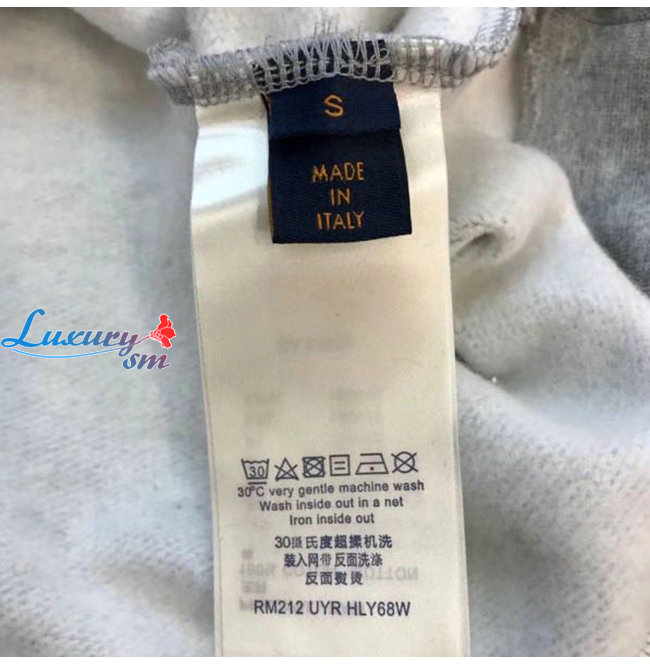 S
MADE
IN
ITALY
Luxury
sm
30
30°C very gentle machine wash
Wash inside out in a net
Iron inside out
30摄氏度超揉机洗
装入网带反面洗涤
反面熨烫
RM212 UYR HLY68W